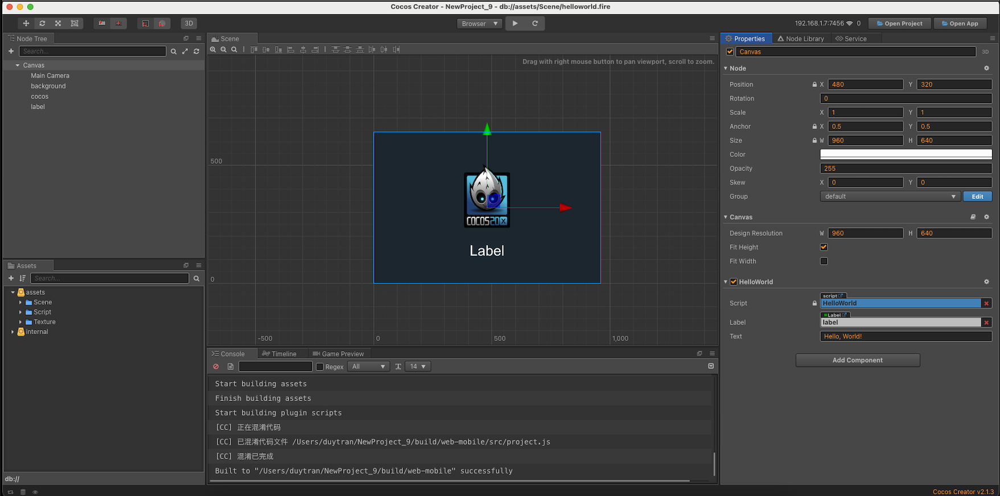 Cocos Creator - NewProject_9 - db://assets/Scene/helloworld.fire
3D
Browser
192.168.1.7:7456 0
Open Project
Open App
Node Tree
Search...
Canvas
Main Camera
background
cocos
label
Assets
Search...
assets
Scene
Script
Texture
internal
db://
Scene
Drag with right mouse button to pan viewport, scroll to zoom.
500
0
-500
0
500
1,000
COCOS2DX
Label
Console
Timeline
Game Preview
Regex
All
14
Start building assets
Finish building assets
Start building plugin scripts
[CC] 正在混淆代码
[CC] 已混淆代码文件 /Users/duytran/NewProject_9/build/web-mobile/src/project.js
[CC] 混淆已完成
Built to "/Users/duytran/NewProject_9/build/web-mobile" successfully
Properties
Node Library
Service
Canvas
3D
Node
Position X 480 Y 320
Rotation 0
Scale X 1 Y 1
Anchor X 0.5 Y 0.5
Size W 960 H 640
Color
Opacity 255
Skew X 0 Y 0
Group default Edit
Canvas
Design Resolution W 960 H 640
Fit Height
Fit Width
HelloWorld
script
Script HelloWorld
Label
Label label
Text Hello, World!
Add Component
Cocos Creator v2.1.3